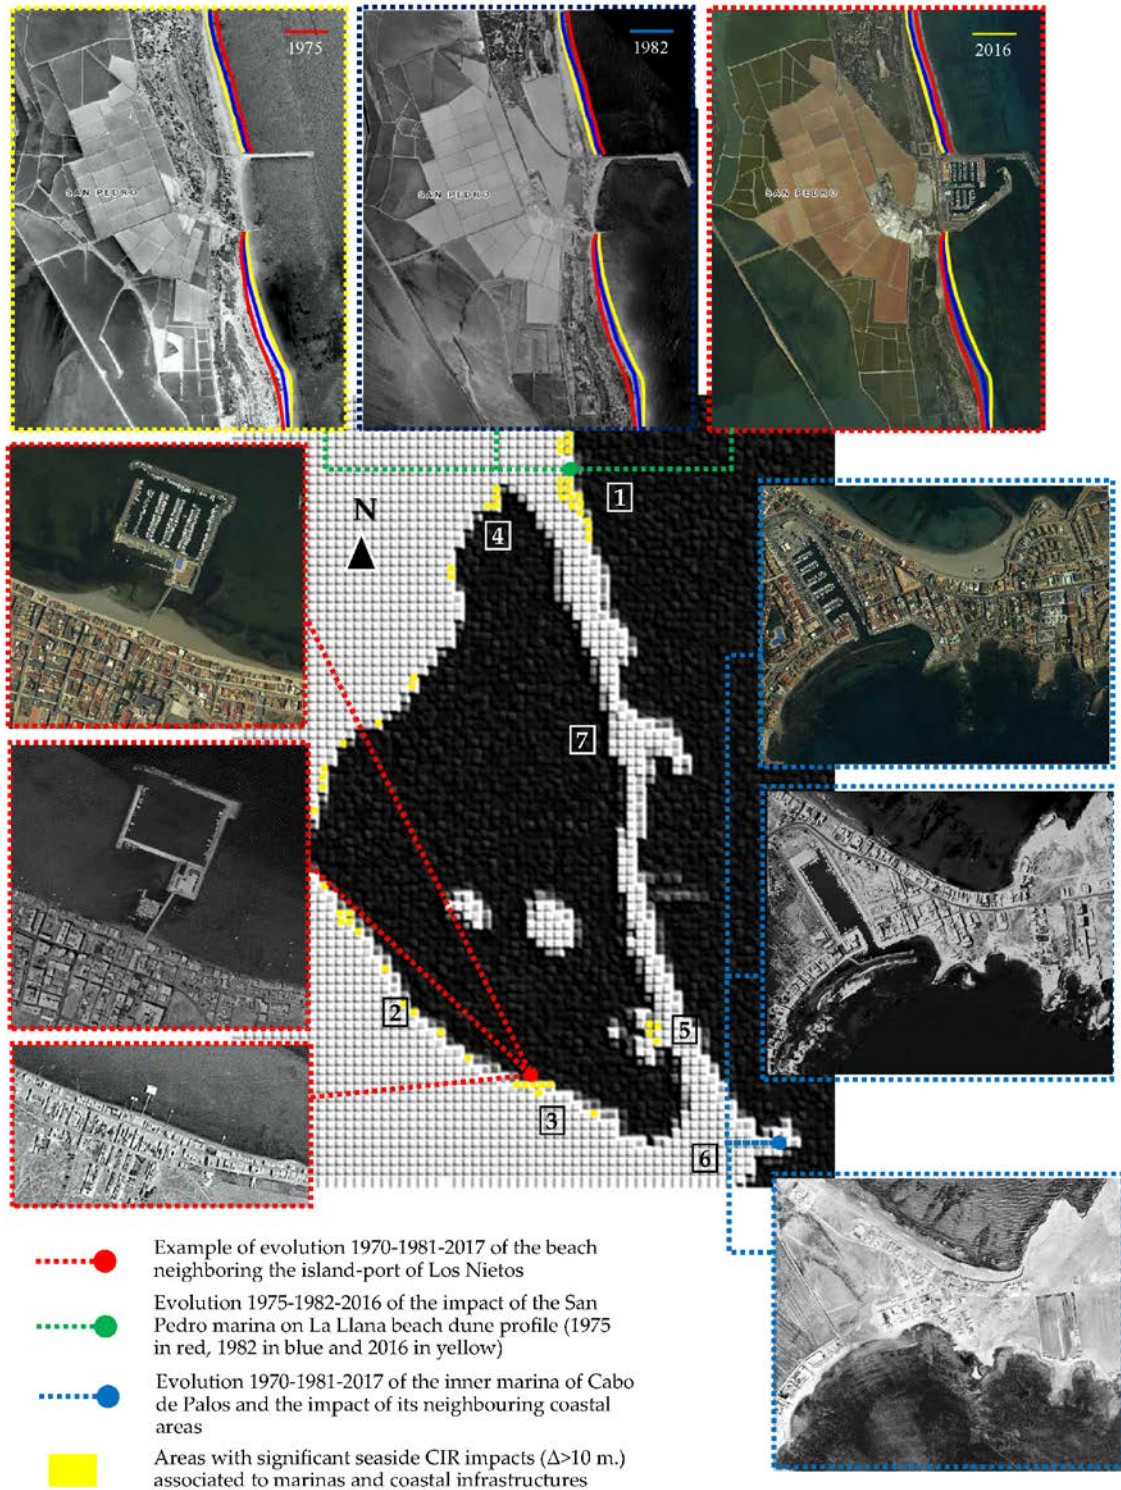 1975
1982
2016
SAN PEDRO
SAN PEDRO
SAN PEDRO
1
N
4
7
2
5
3
6
Example of evolution 1970-1981-2017 of the beach
neighboring the island-port of Los Nietos
Evolution 1975-1982-2016 of the impact of the San
Pedro marina on La Llana beach dune profile (1975
in red, 1982 in blue and 2016 in yellow)
Evolution 1970-1981-2017 of the inner marina of Cabo
de Palos and the impact of its neighbouring coastal
areas
Areas with significant seaside CIR impacts (Δ>10 m.)
associated to marinas and coastal infrastructures